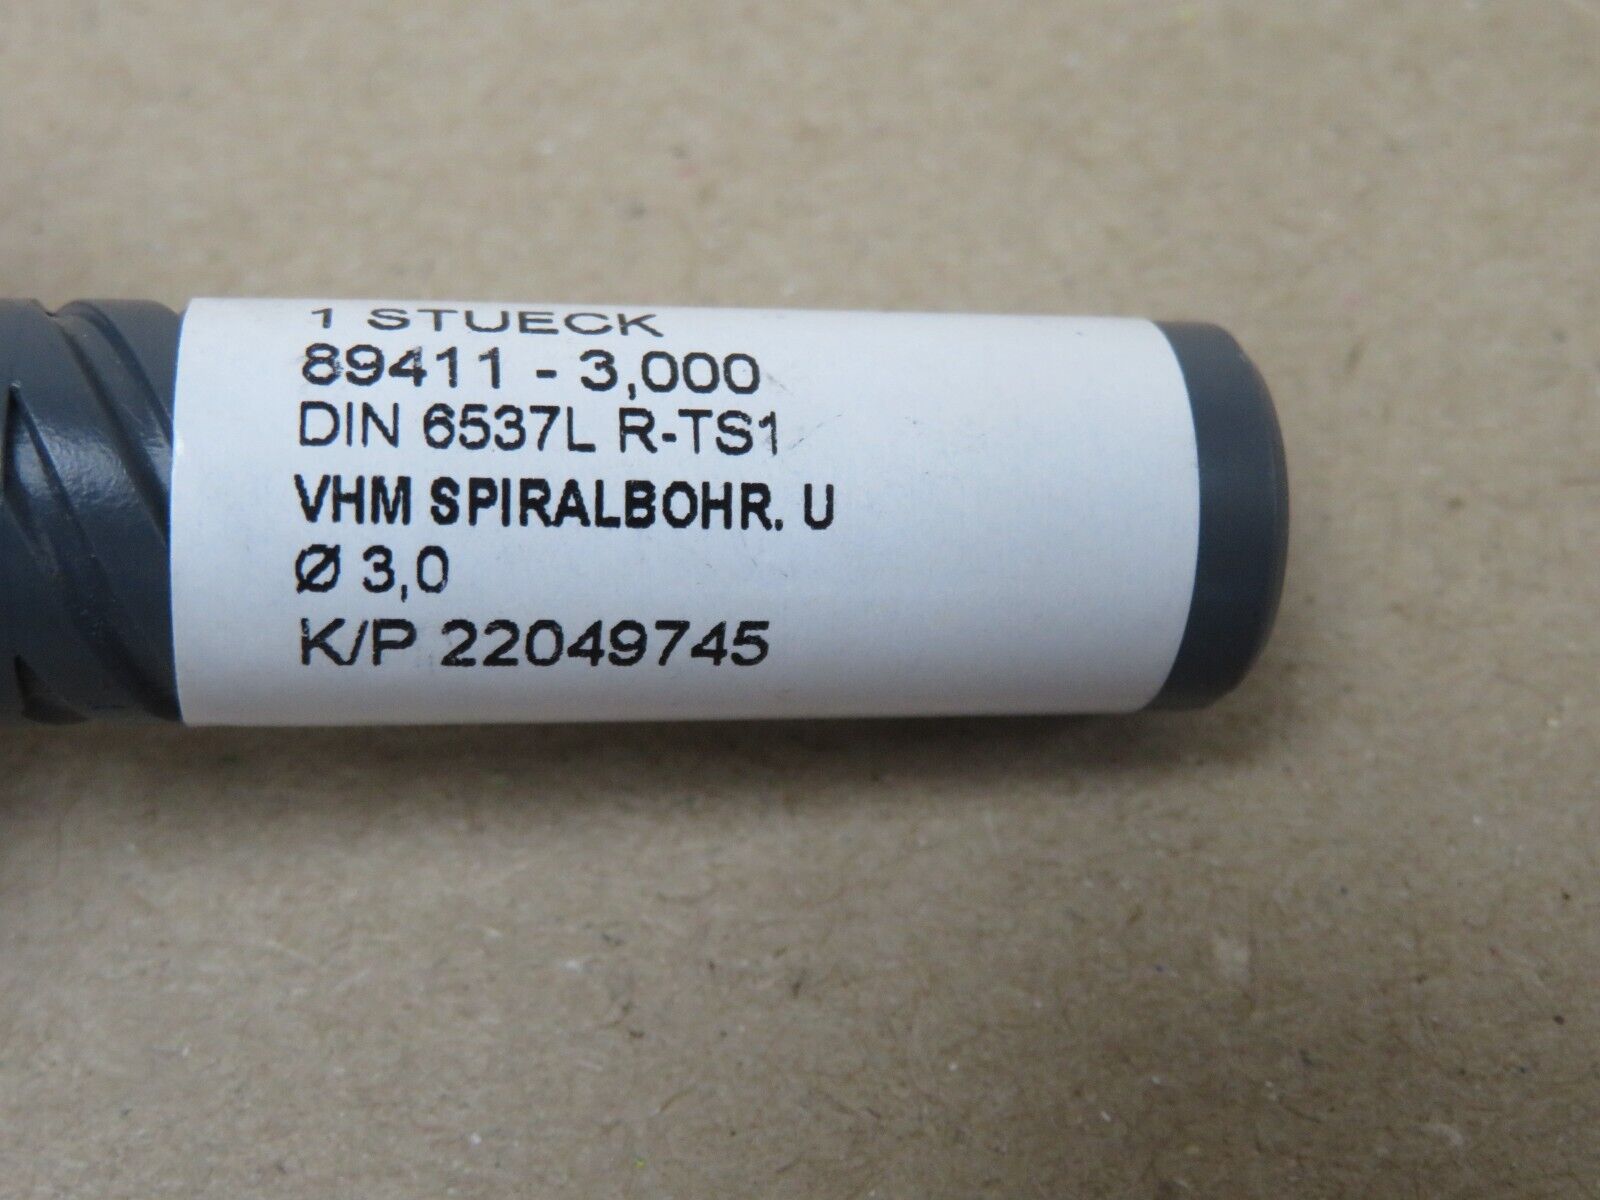 1 STUECK
89411 - 3,000
DIN 6537L R-TS1
VHM SPIRALBOHR. U
Ø 3,0
K/P 22049745